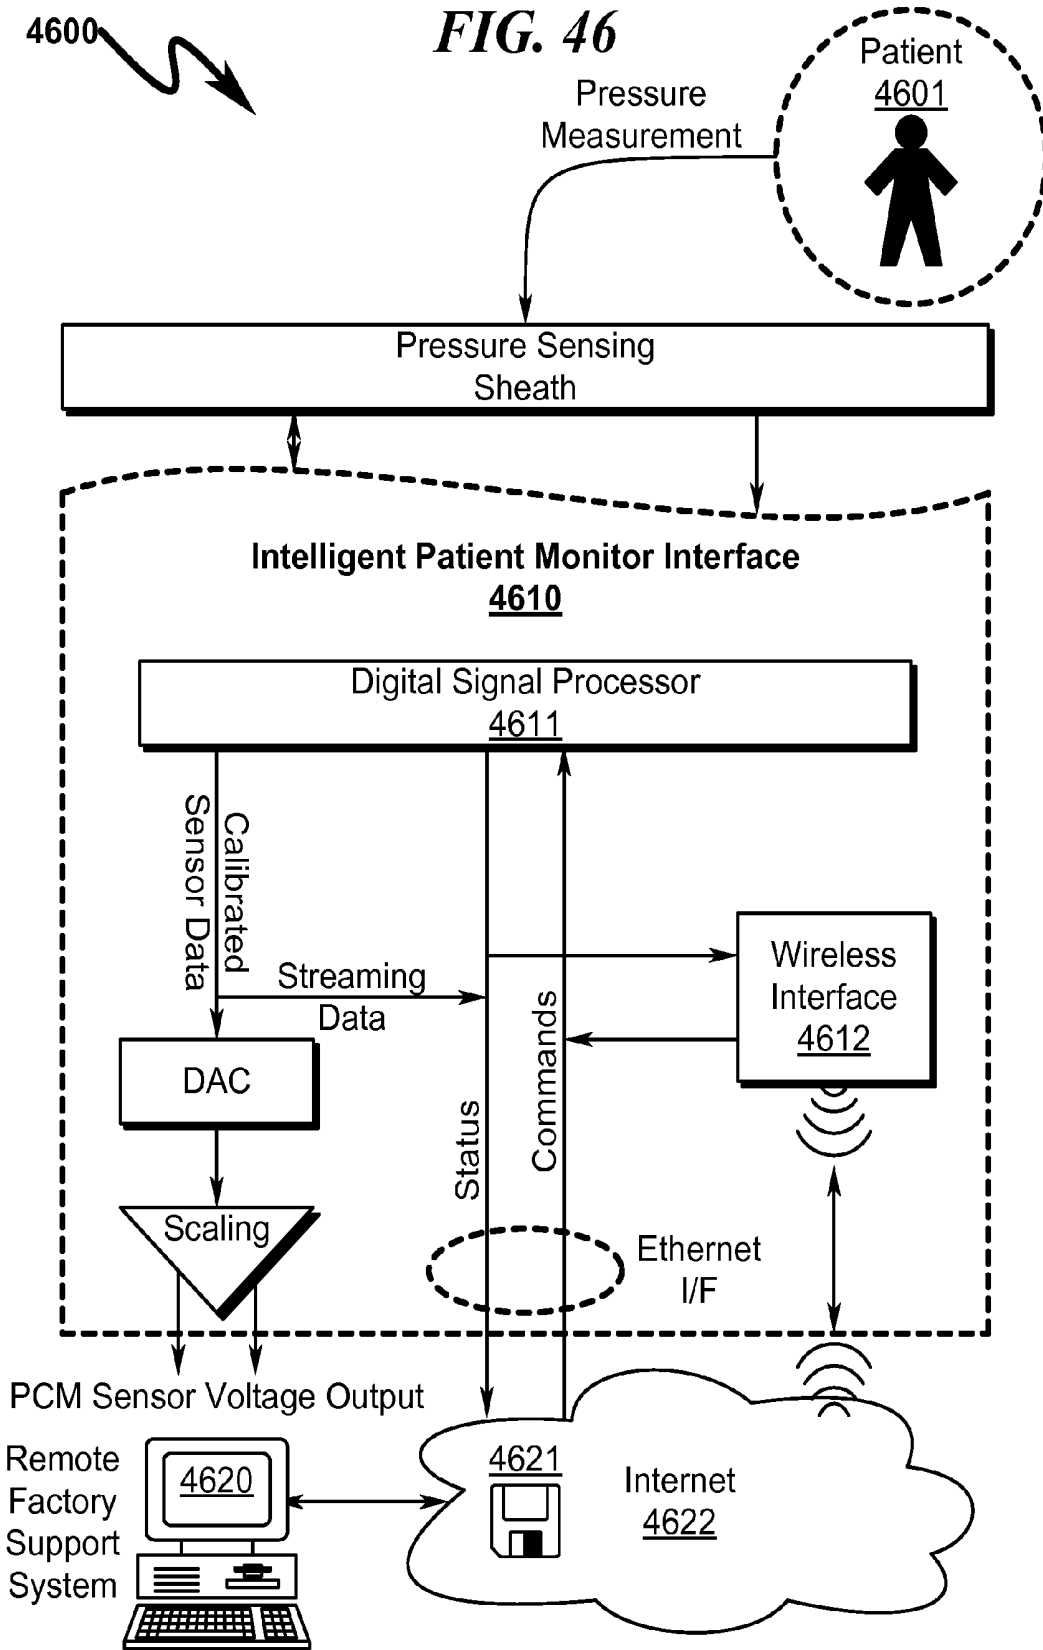 4600
FIG. 46
Patient
4601
Pressure
Measurement
Pressure Sensing
Sheath
Intelligent Patient Monitor Interface
4610
Digital Signal Processor
4611
Calibrated
Sensor Data
Streaming
Data
Status
Commands
Wireless
Interface
4612
DAC
Scaling
Ethernet
I/F
PCM Sensor Voltage Output
Remote
Factory
Support
System
4620
4621
Internet
4622